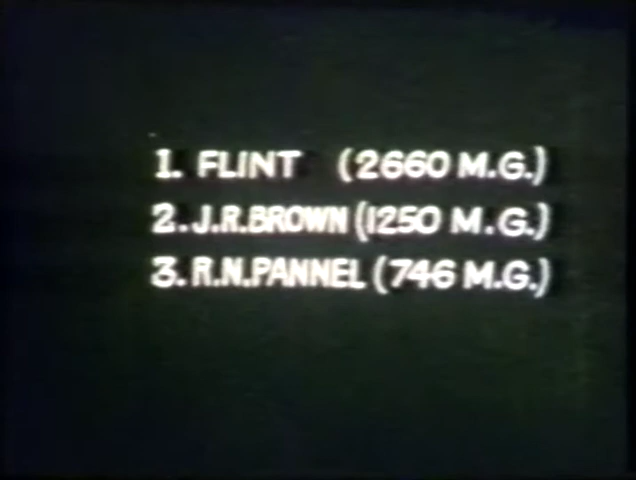 1. FLINT (2660 M.G.)
2. J.R.BROWN (1250 M.G.)
3. R.N.PANNEL (746 M.G.)